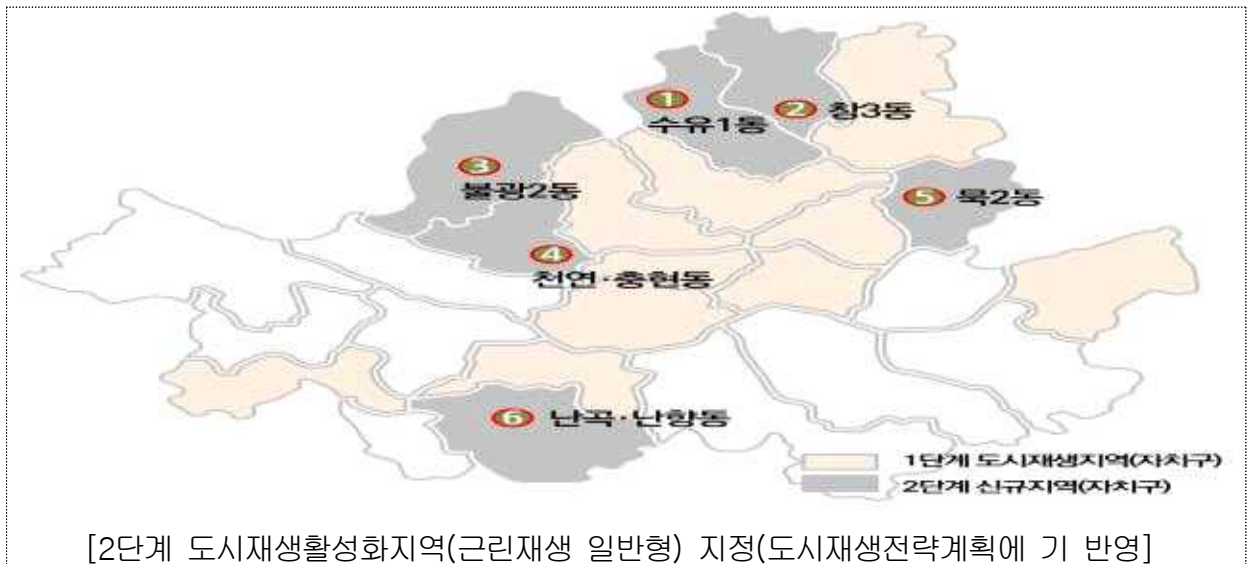 1 수유1동
2 창3동
3 불광2동
4 천연·충현동
5 묵2동
6 난곡·난향동
1단계 도시재생지역(자치구)
2단계 신규지역(자치구)
[2단계 도시재생활성화지역(근린재생 일반형) 지정(도시재생전략계획에 기 반영]